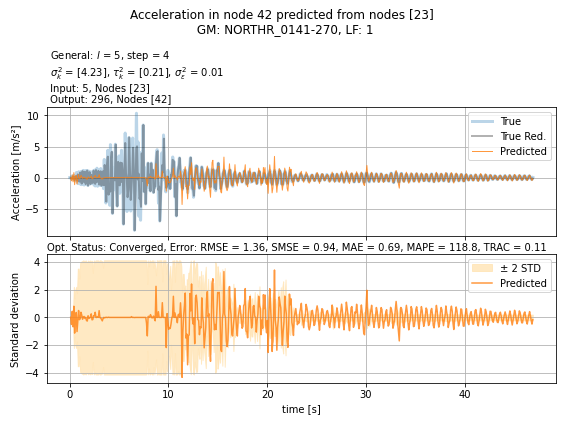 Acceleration in node 42 predicted from nodes [23]
GM: NORTHR_0141-270, LF: 1
General: l = 5, step = 4
σ²ₖ = [4.23], τ²ₖ = [0.21], σ²ε = 0.01
Input: 5, Nodes [23]
Output: 296, Nodes [42]
10
5
0
−5
Acceleration [m/s²]
True
True Red.
Predicted
Opt. Status: Converged, Error: RMSE = 1.36, SMSE = 0.94, MAE = 0.69, MAPE = 118.8, TRAC = 0.11
4
2
0
−2
−4
Standard deviation
± 2 STD
Predicted
0 10 20 30 40
time [s]